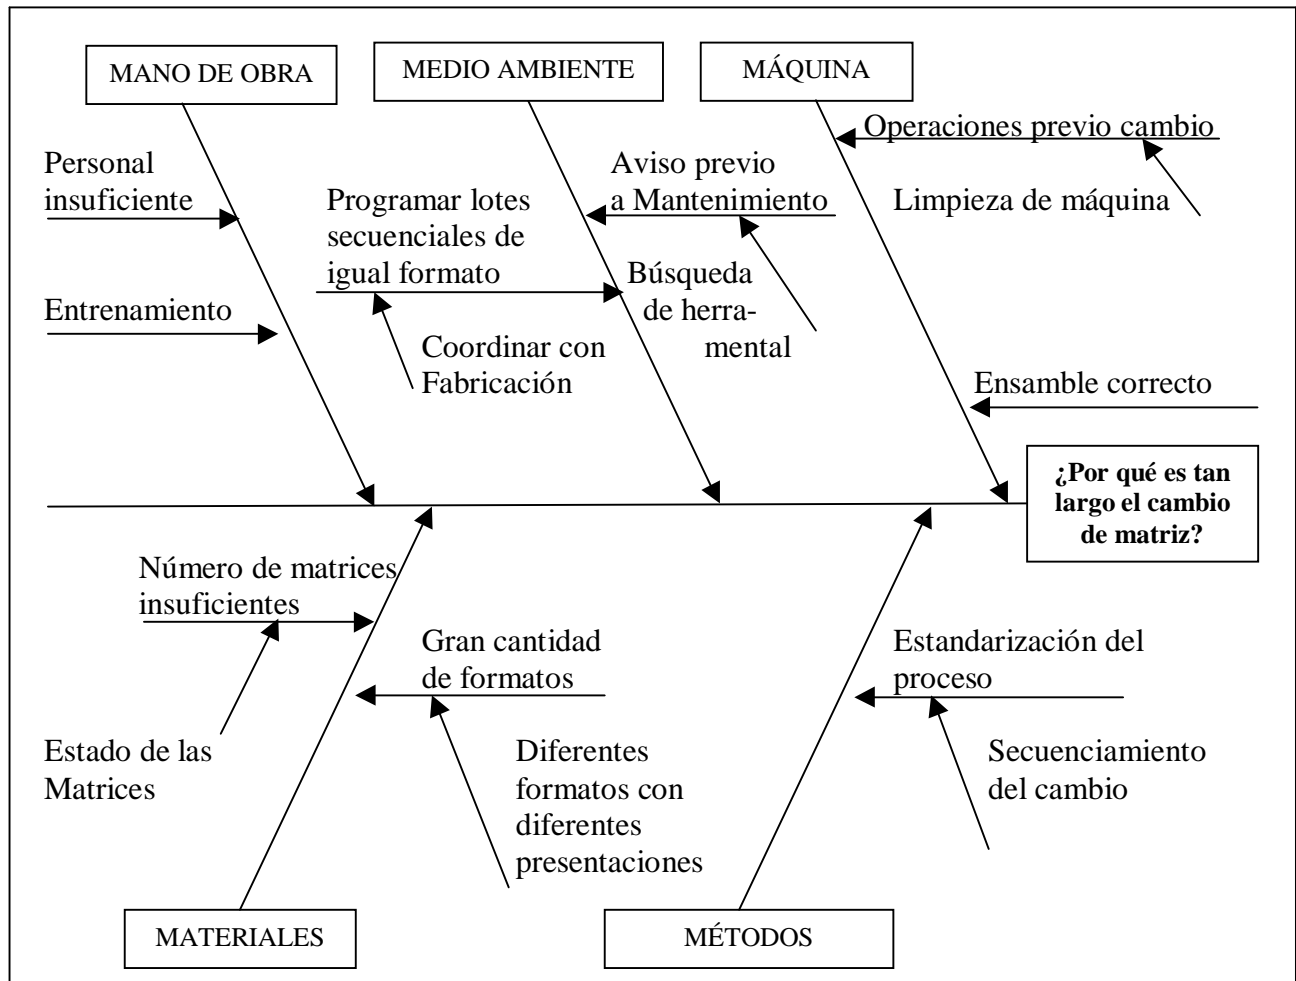 MANO DE OBRA
MEDIO AMBIENTE
MÁQUINA
Personal
insuficiente
Entrenamiento
Programar lotes
secuenciales de
igual formato
Coordinar con
Fabricación
Aviso previo
a Mantenimiento
Búsqueda
de herra-
mental
Operaciones previo cambio
Limpieza de máquina
Ensamble correcto
¿Por qué es tan
largo el cambio
de matriz?
Número de matrices
insuficientes
Estado de las
Matrices
Gran cantidad
de formatos
Diferentes
formatos con
diferentes
presentaciones
Estandarización del
proceso
Secuenciamiento
del cambio
MATERIALES
MÉTODOS